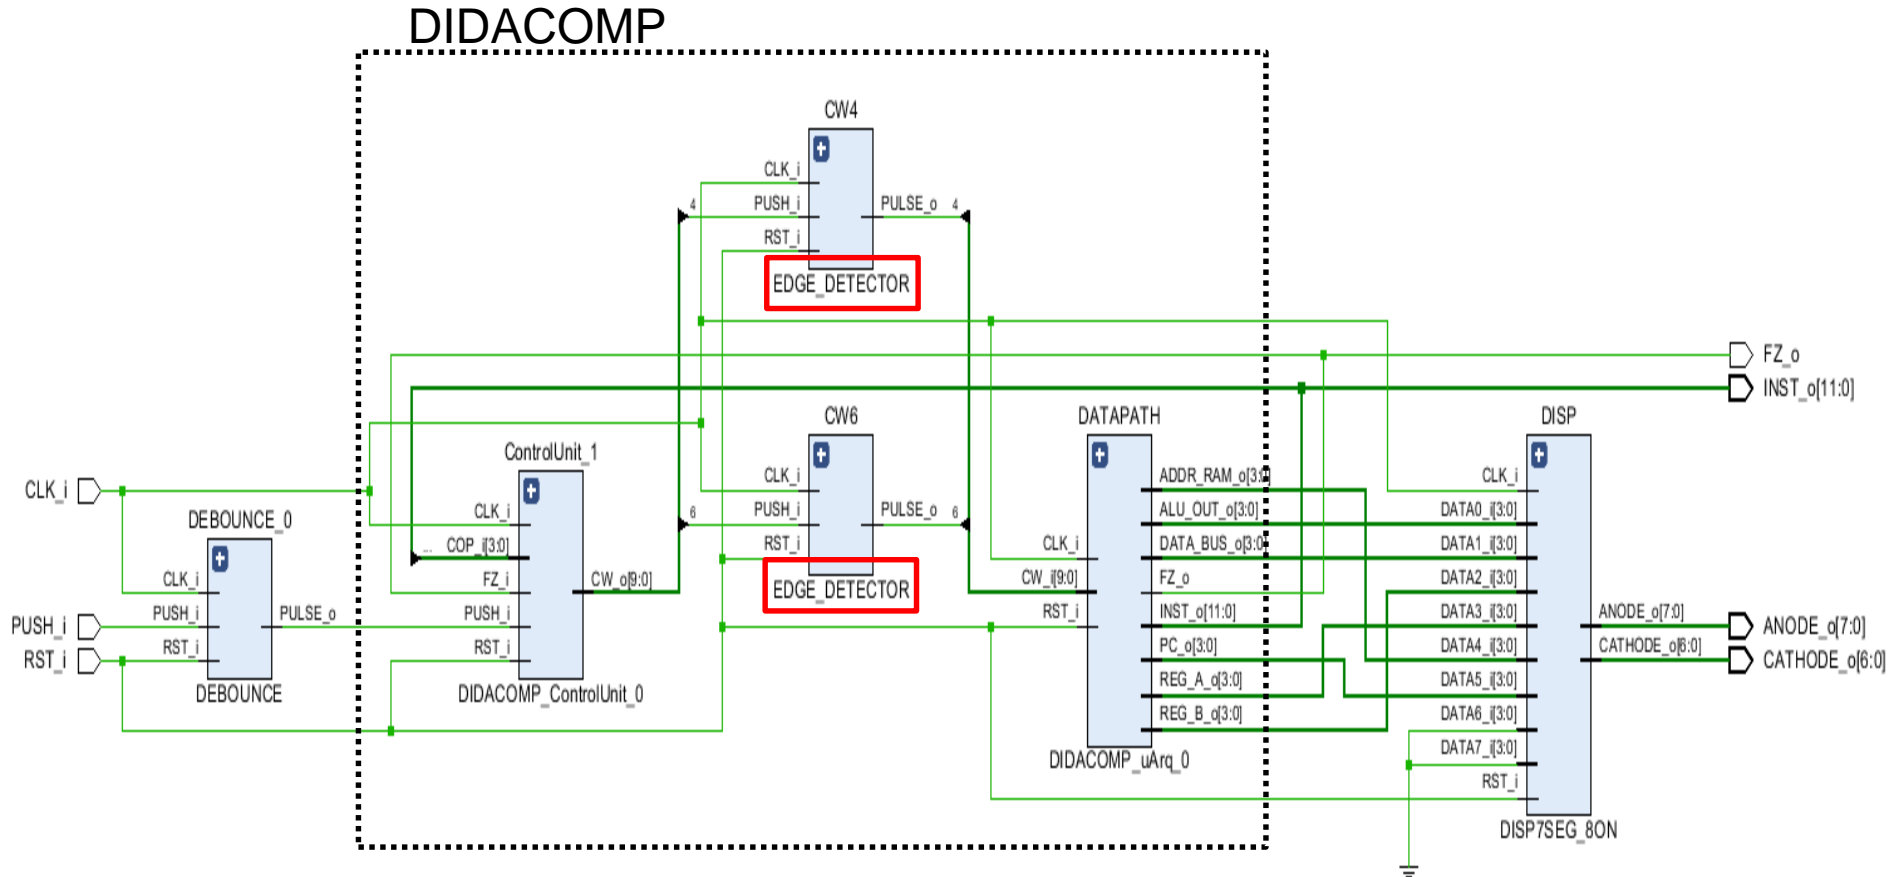 DIDACOMP
CW4
CLK_i
PUSH_i
RST_i
PULSE_o
4
4
EDGE_DETECTOR
FZ_o
INST_o[11:0]
CW6
CLK_i
PUSH_i
RST_i
PULSE_o
6
6
EDGE_DETECTOR
CLK_i
PUSH_i
RST_i
DEBOUNCE_0
CLK_i
PUSH_i
RST_i
PULSE_o
DEBOUNCE
ControlUnit_1
CLK_i
... COP_i[3:0]
FZ_i
PUSH_i
RST_i
CW_o[9:0]
DIDACOMP_ControlUnit_0
DATAPATH
CLK_i
CW_i[9:0]
RST_i
ADDR_RAM_o[3:0]
ALU_OUT_o[3:0]
DATA_BUS_o[3:0]
FZ_o
INST_o[11:0]
PC_o[3:0]
REG_A_o[3:0]
REG_B_o[3:0]
DIDACOMP_uArq_0
DISP
CLK_i
DATA0_i[3:0]
DATA1_i[3:0]
DATA2_i[3:0]
DATA3_i[3:0]
DATA4_i[3:0]
DATA5_i[3:0]
DATA6_i[3:0]
DATA7_i[3:0]
RST_i
ANODE_o[7:0]
CATHODE_o[6:0]
DISP7SEG_8ON
ANODE_o[7:0]
CATHODE_o[6:0]